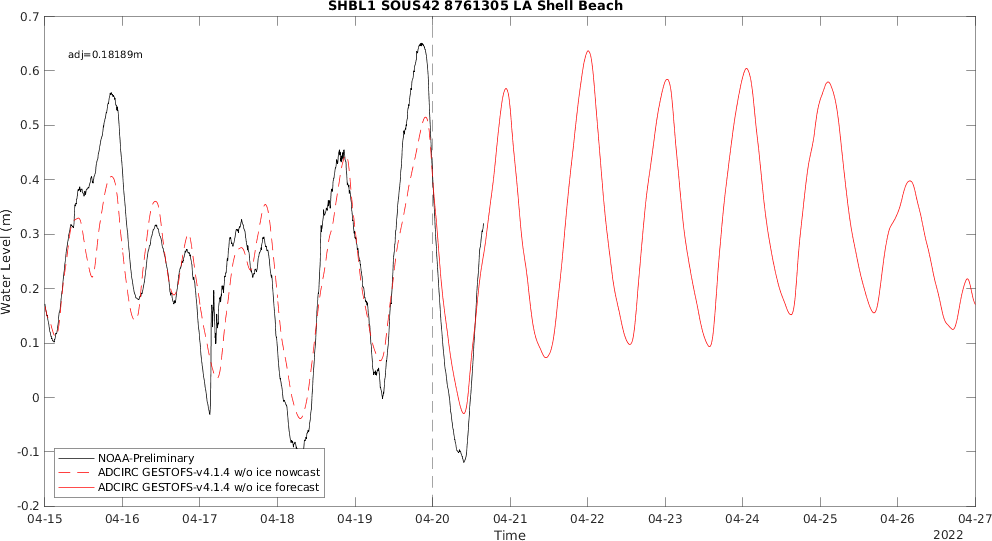 SHBL1 SOUS42 8761305 LA Shell Beach
adj=0.18189m
Water Level (m)
0.7
0.6
0.5
0.4
0.3
0.2
0.1
0
-0.1
-0.2
NOAA-Preliminary
ADCIRC GESTOFS-v4.1.4 w/o ice nowcast
ADCIRC GESTOFS-v4.1.4 w/o ice forecast
04-15 04-16 04-17 04-18 04-19 04-20 04-21 04-22 04-23 04-24 04-25 04-26 04-27
Time
2022